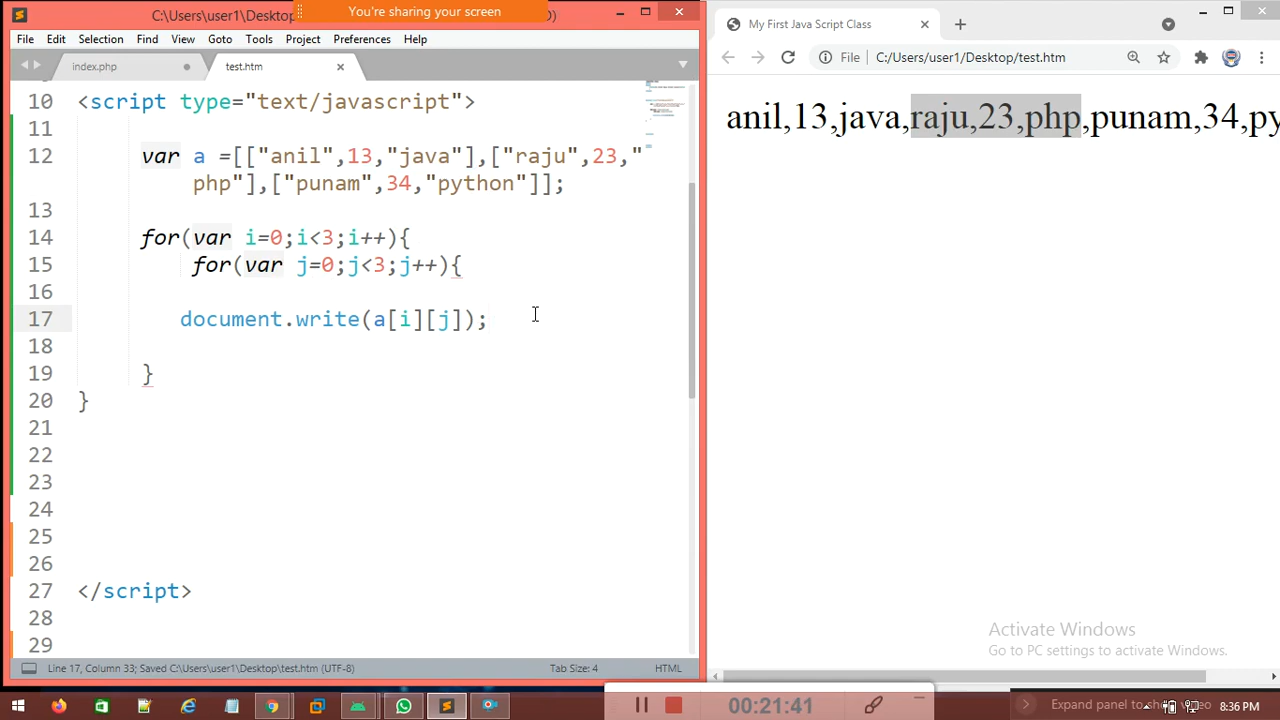 C:\Users\user1\Desktop\
You're sharing your screen
File Edit Selection Find View Goto Tools Project Preferences Help
index.php
test.htm
10 <script type="text/javascript">
11
12 var a =[["anil",13,"java"],["raju",23,"
php"],["punam",34,"python"]];
13
14 for(var i=0;i<3;i++){
15 for(var j=0;j<3;j++){
16
17 document.write(a[i][j]);
18
19 }
20 }
21
22
23
24
25
26
27 </script>
28
29
Line 17, Column 33; Saved C:\Users\user1\Desktop\test.htm (UTF-8)
Tab Size: 4
HTML
My First Java Script Class
File C:/Users/user1/Desktop/test.htm
anil,13,java,raju,23,php,punam,34,py
Activate Windows
Go to PC settings to activate Windows.
00:21:41
Expand panel to
8:36 PM